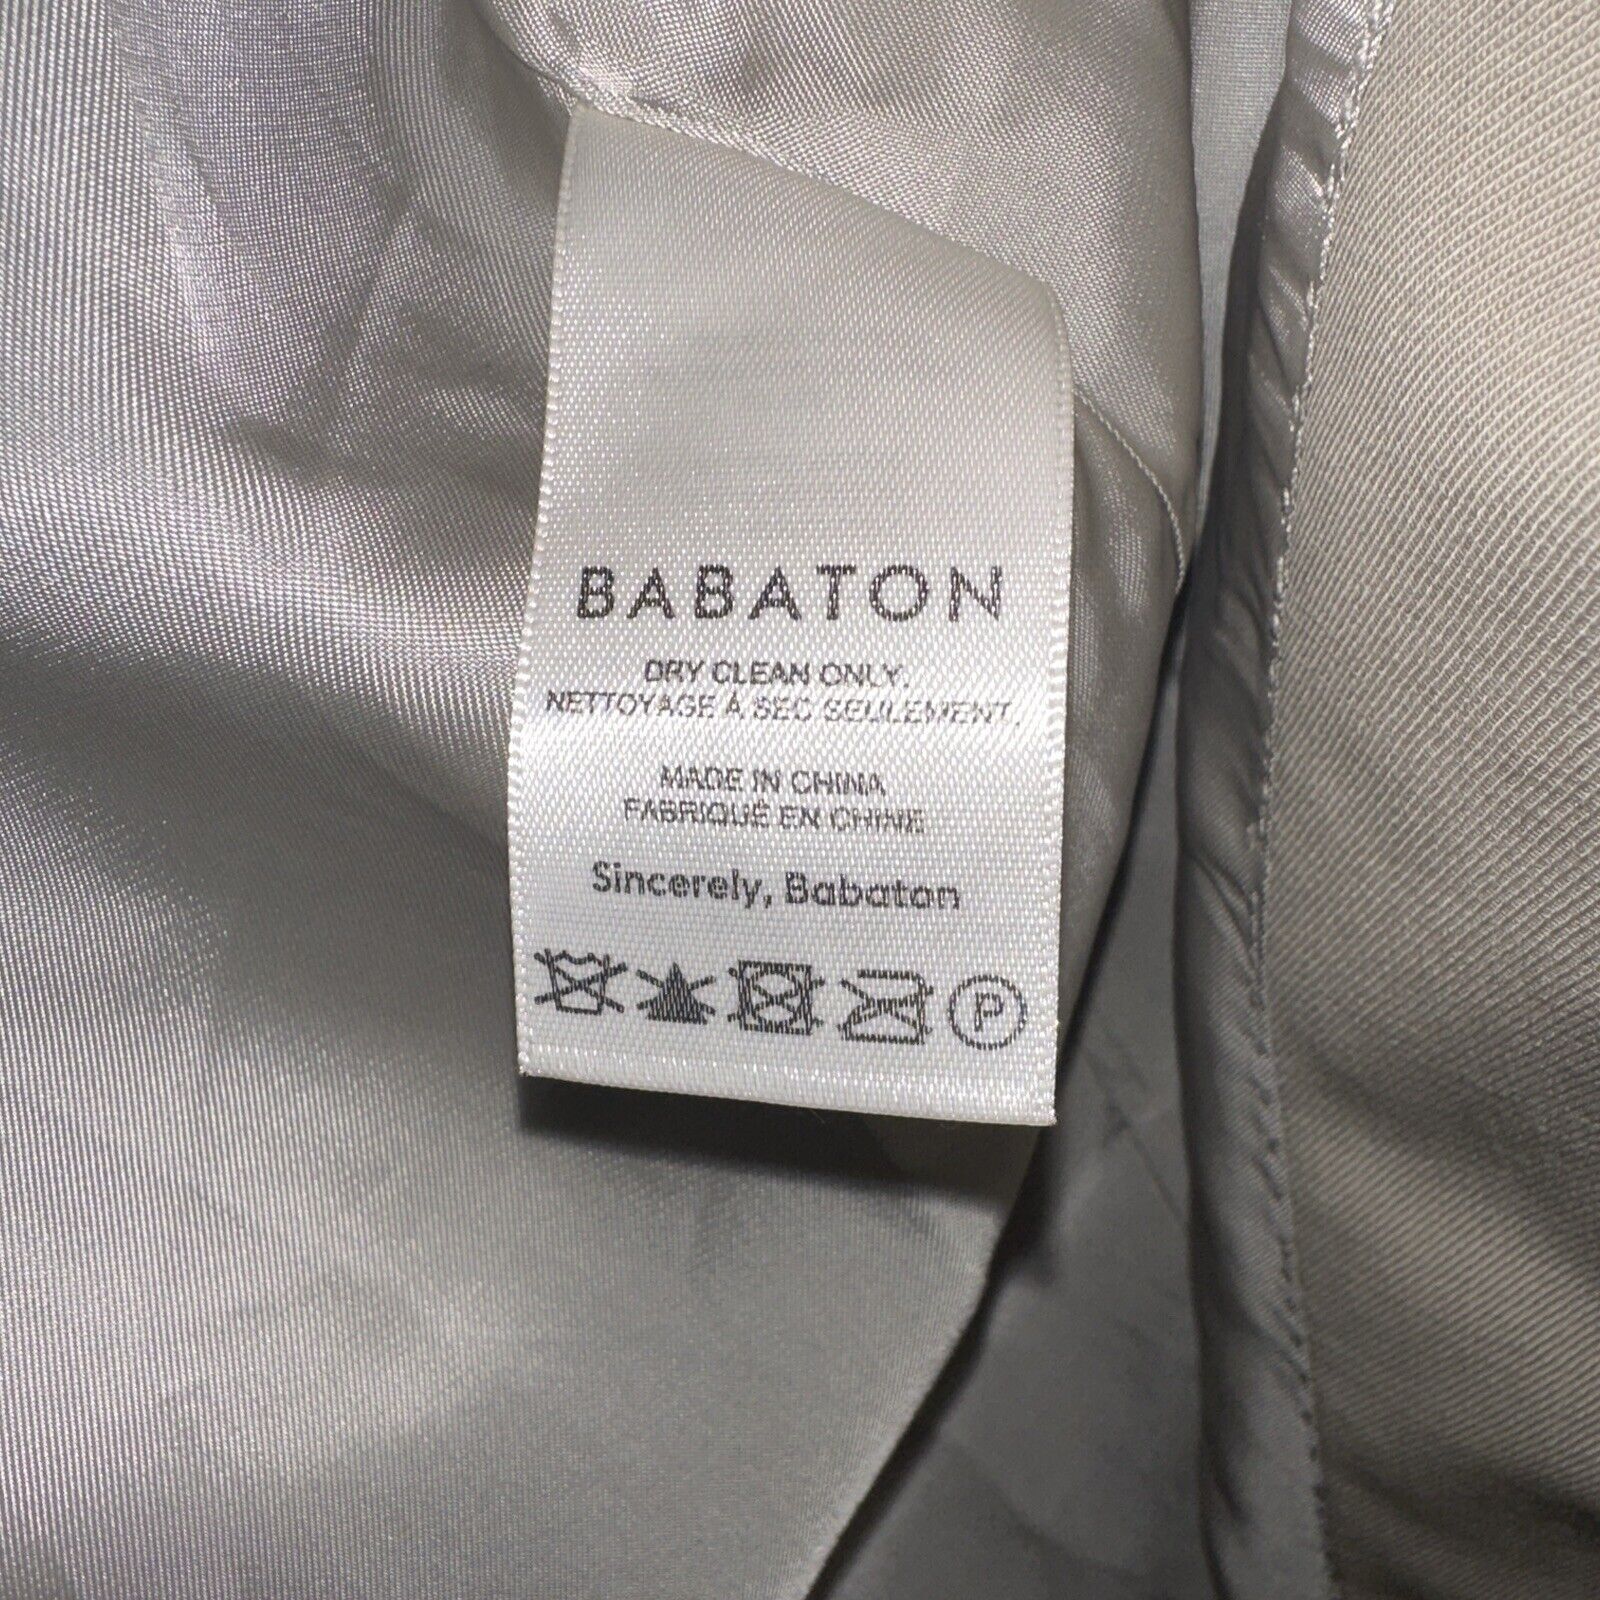 BABATON
DRY CLEAN ONLY.
NETTOYAGE À SEC SEULEMENT.
MADE IN CHINA
FABRIQUÉ EN CHINE
Sincerely, Babaton
P